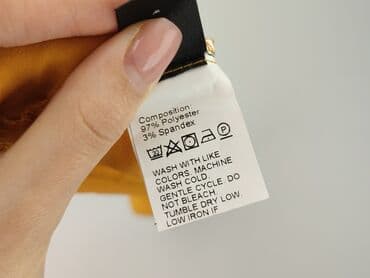 Composition:
97% Polyester
3% Spandex
WASH WITH LIKE
COLORS. MACHINE
WASH COLD.
GENTLE CYCLE. DO
NOT BLEACH.
TUMBLE DRY LOW.
LOW IRON IF